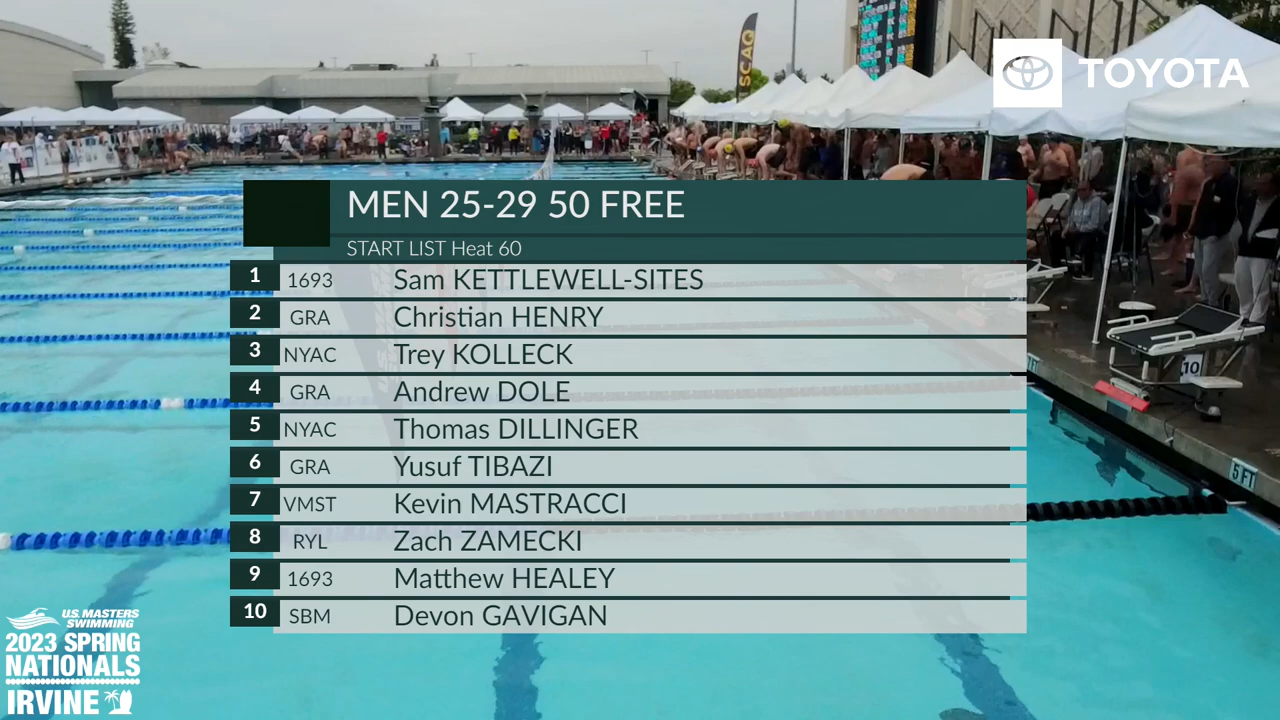 SCAQ
TOYOTA
MEN 25-29 50 FREE
START LIST Heat 60
1 1693 Sam KETTLEWELL-SITES
2 GRA Christian HENRY
3 NYAC Trey KOLLECK
4 GRA Andrew DOLE
5 NYAC Thomas DILLINGER
6 GRA Yusuf TIBAZI
7 VMST Kevin MASTRACCI
8 RYL Zach ZAMECKI
9 1693 Matthew HEALEY
10 SBM Devon GAVIGAN
10
5 FT
U.S. MASTERS
SWIMMING
2023 SPRING
NATIONALS
IRVINE